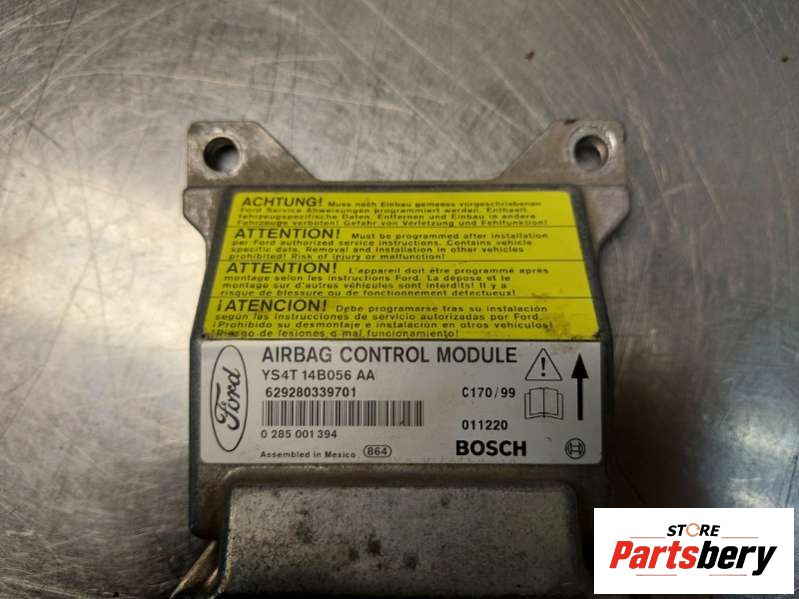 ACHTUNG! Muss nach Einbau gemaess vorgeschriebenen
Ford Service Abweisungen programmiert werden. Enthaelt
fahrzeugspezifische Daten. Entfernen und Einbau in andere
Fahrzeuge verboten! Gefahr von Verletzung und Fehlfunktion!
ATTENTION! Must be programmed after installation
per Ford authorized service instructions. Contains vehicle
specific data. Removal and installation in other vehicles
prohibited! Risk of injury or malfunction!
ATTENTION! L'appareil doit être programmé après
montage selon les instructions Ford. La dépose et le
montage sur d'autres véhicules sont interdits! Il y a
risque de blessure ou de fonctionnement défectueux!
¡ATENCION! Debe programarse tras su instalación
según las instrucciones de servicio autorizadas por Ford.
¡Prohibido su desmontaje e instalación en otros vehículos!
¡Riesgo de lesiones o mal funcionamiento!
Ford
AIRBAG CONTROL MODULE
YS4T 14B056 AA
629280339701
C170/99
011220
0 285 001 394
BOSCH
Assembled in Mexico 864
STORE
Partsbery